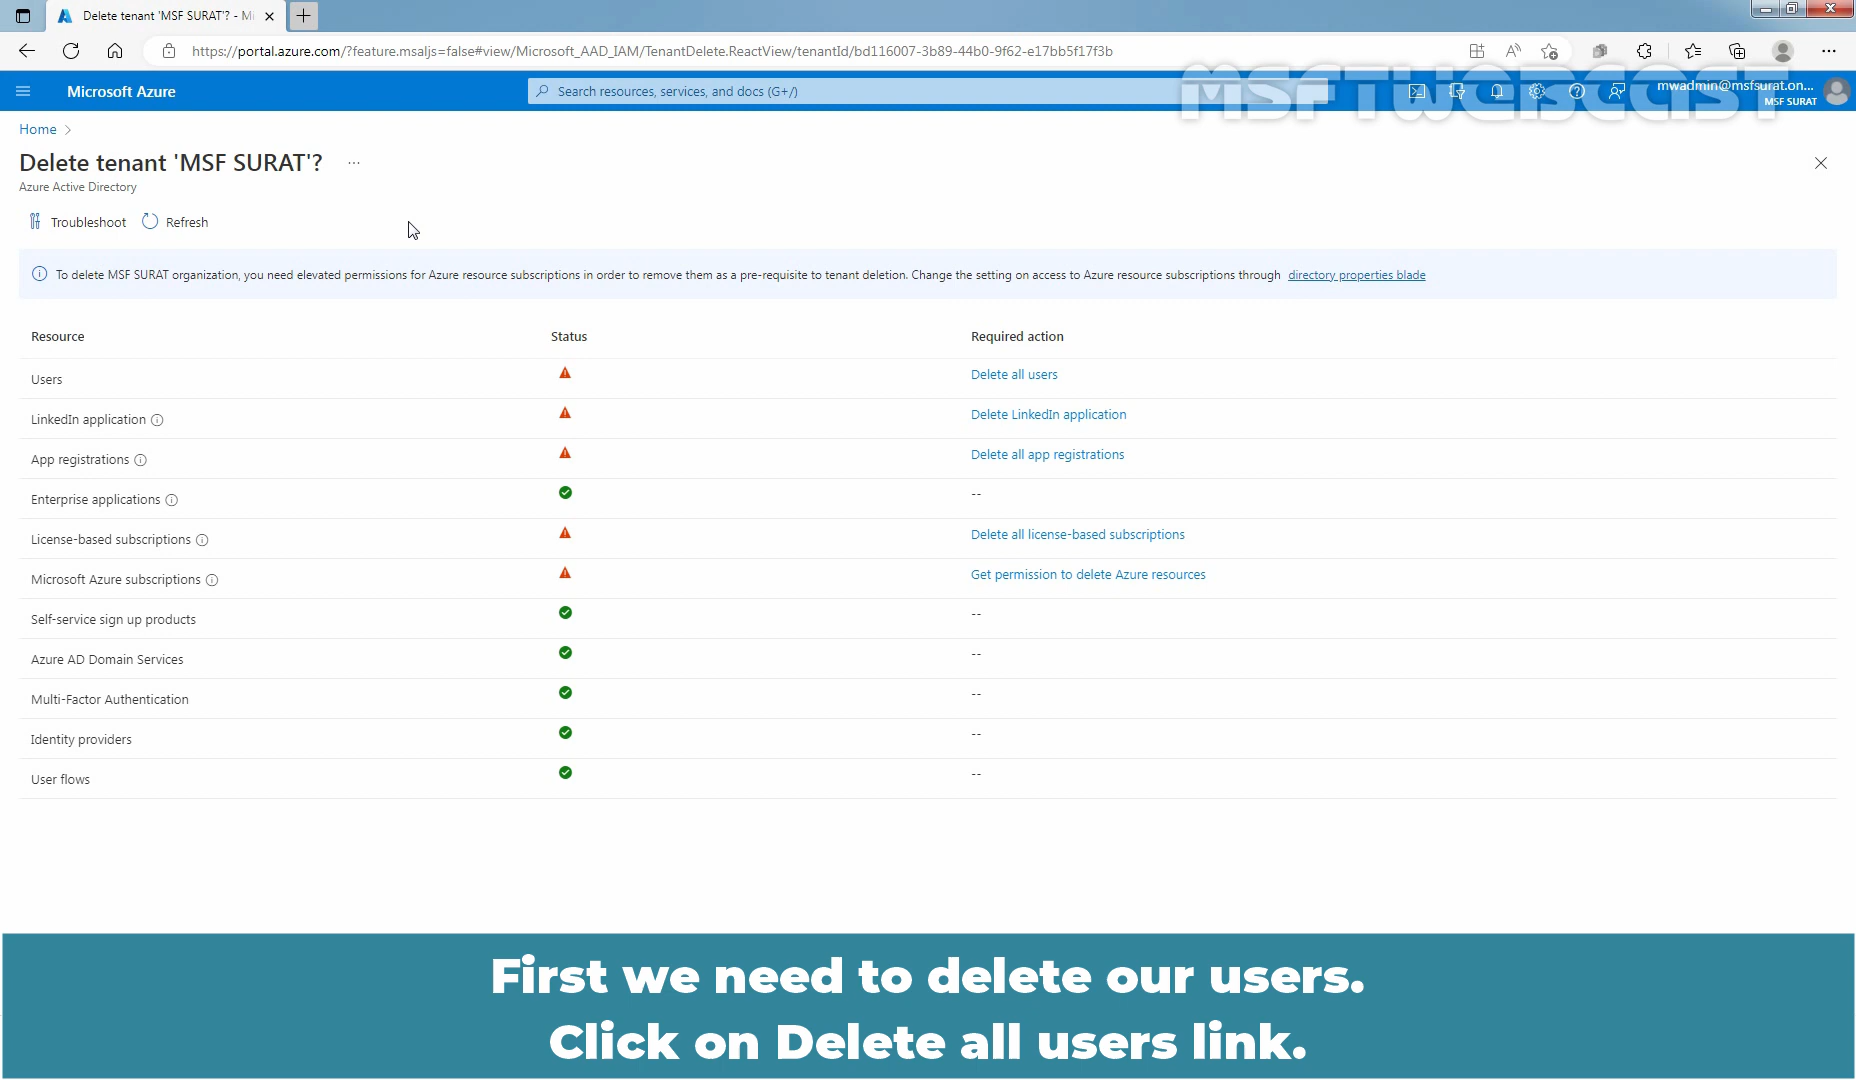 Delete tenant 'MSF SURAT'? - Mi
https://portal.azure.com/?feature.msaljs=false#view/Microsoft_AAD_IAM/TenantDelete.ReactView/tenantId/bd116007-3b89-44b0-9f62-e17bb5f17f3b
Microsoft Azure
Search resources, services, and docs (G+/)
MSFTWEBCAST
mwadmin@msfsurat.on...
MSF SURAT
Home
Delete tenant 'MSF SURAT'?
...
Azure Active Directory
Troubleshoot
Refresh
To delete MSF SURAT organization, you need elevated permissions for Azure resource subscriptions in order to remove them as a pre-requisite to tenant deletion. Change the setting on access to Azure resource subscriptions through directory properties blade
Resource Status Required action
Users Delete all users
LinkedIn application Delete LinkedIn application
App registrations Delete all app registrations
Enterprise applications --
License-based subscriptions Delete all license-based subscriptions
Microsoft Azure subscriptions Get permission to delete Azure resources
Self-service sign up products --
Azure AD Domain Services --
Multi-Factor Authentication --
Identity providers --
User flows --
First we need to delete our users.
Click on Delete all users link.